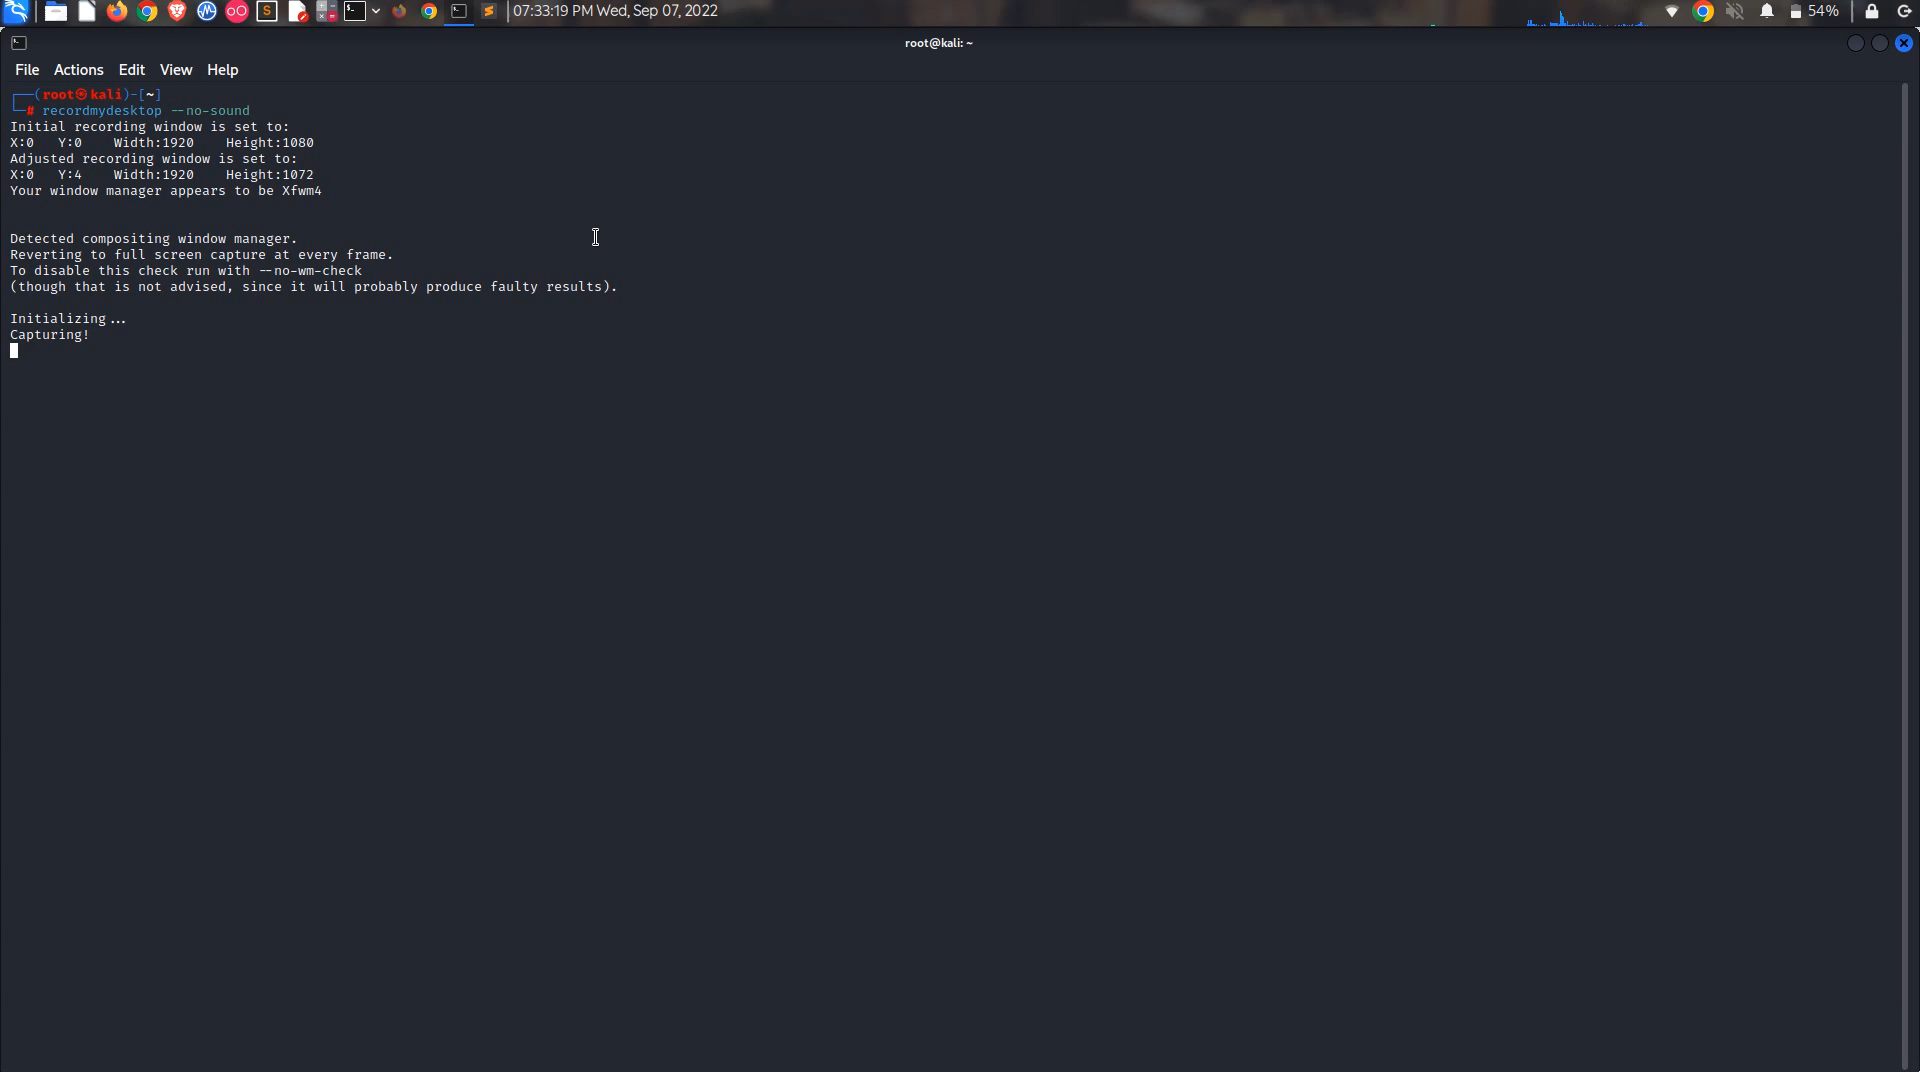 07:33:19 PM Wed, Sep 07, 2022
54%
root@kali: ~
File Actions Edit View Help
┌──(root㉿kali)-[~]
└─# recordmydesktop --no-sound
Initial recording window is set to:
X:0   Y:0    Width:1920    Height:1080
Adjusted recording window is set to:
X:0   Y:4    Width:1920    Height:1072
Your window manager appears to be Xfwm4
Detected compositing window manager.
Reverting to full screen capture at every frame.
To disable this check run with --no-wm-check
(though that is not advised, since it will probably produce faulty results).
Initializing...
Capturing!